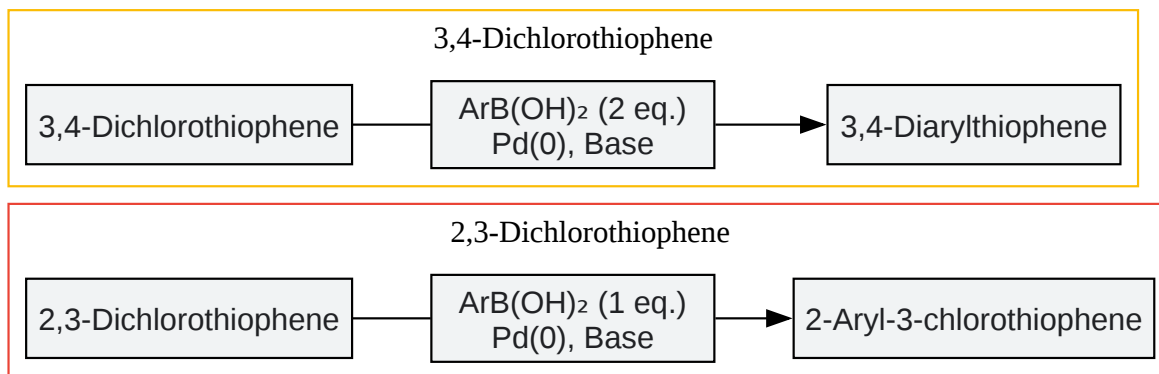 3,4-Dichlorothiophene
3,4-Dichlorothiophene
ArB(OH)₂ (2 eq.)
Pd(0), Base
3,4-Diarylthiophene
2,3-Dichlorothiophene
2,3-Dichlorothiophene
ArB(OH)₂ (1 eq.)
Pd(0), Base
2-Aryl-3-chlorothiophene